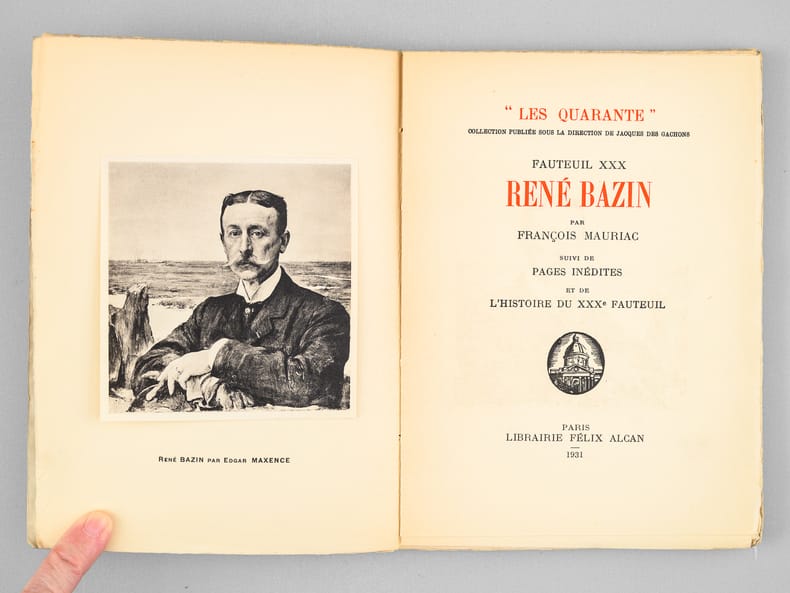 RENÉ BAZIN PAR EDGAR MAXENCE
" LES QUARANTE "
COLLECTION PUBLIÉE SOUS LA DIRECTION DE JACQUES DES GACHONS
FAUTEUIL XXX
RENÉ BAZIN
PAR
FRANÇOIS MAURIAC
SUIVI DE
PAGES INÉDITES
ET DE
L'HISTOIRE DU XXXe FAUTEUIL
PARIS
LIBRAIRIE FÉLIX ALCAN
1931